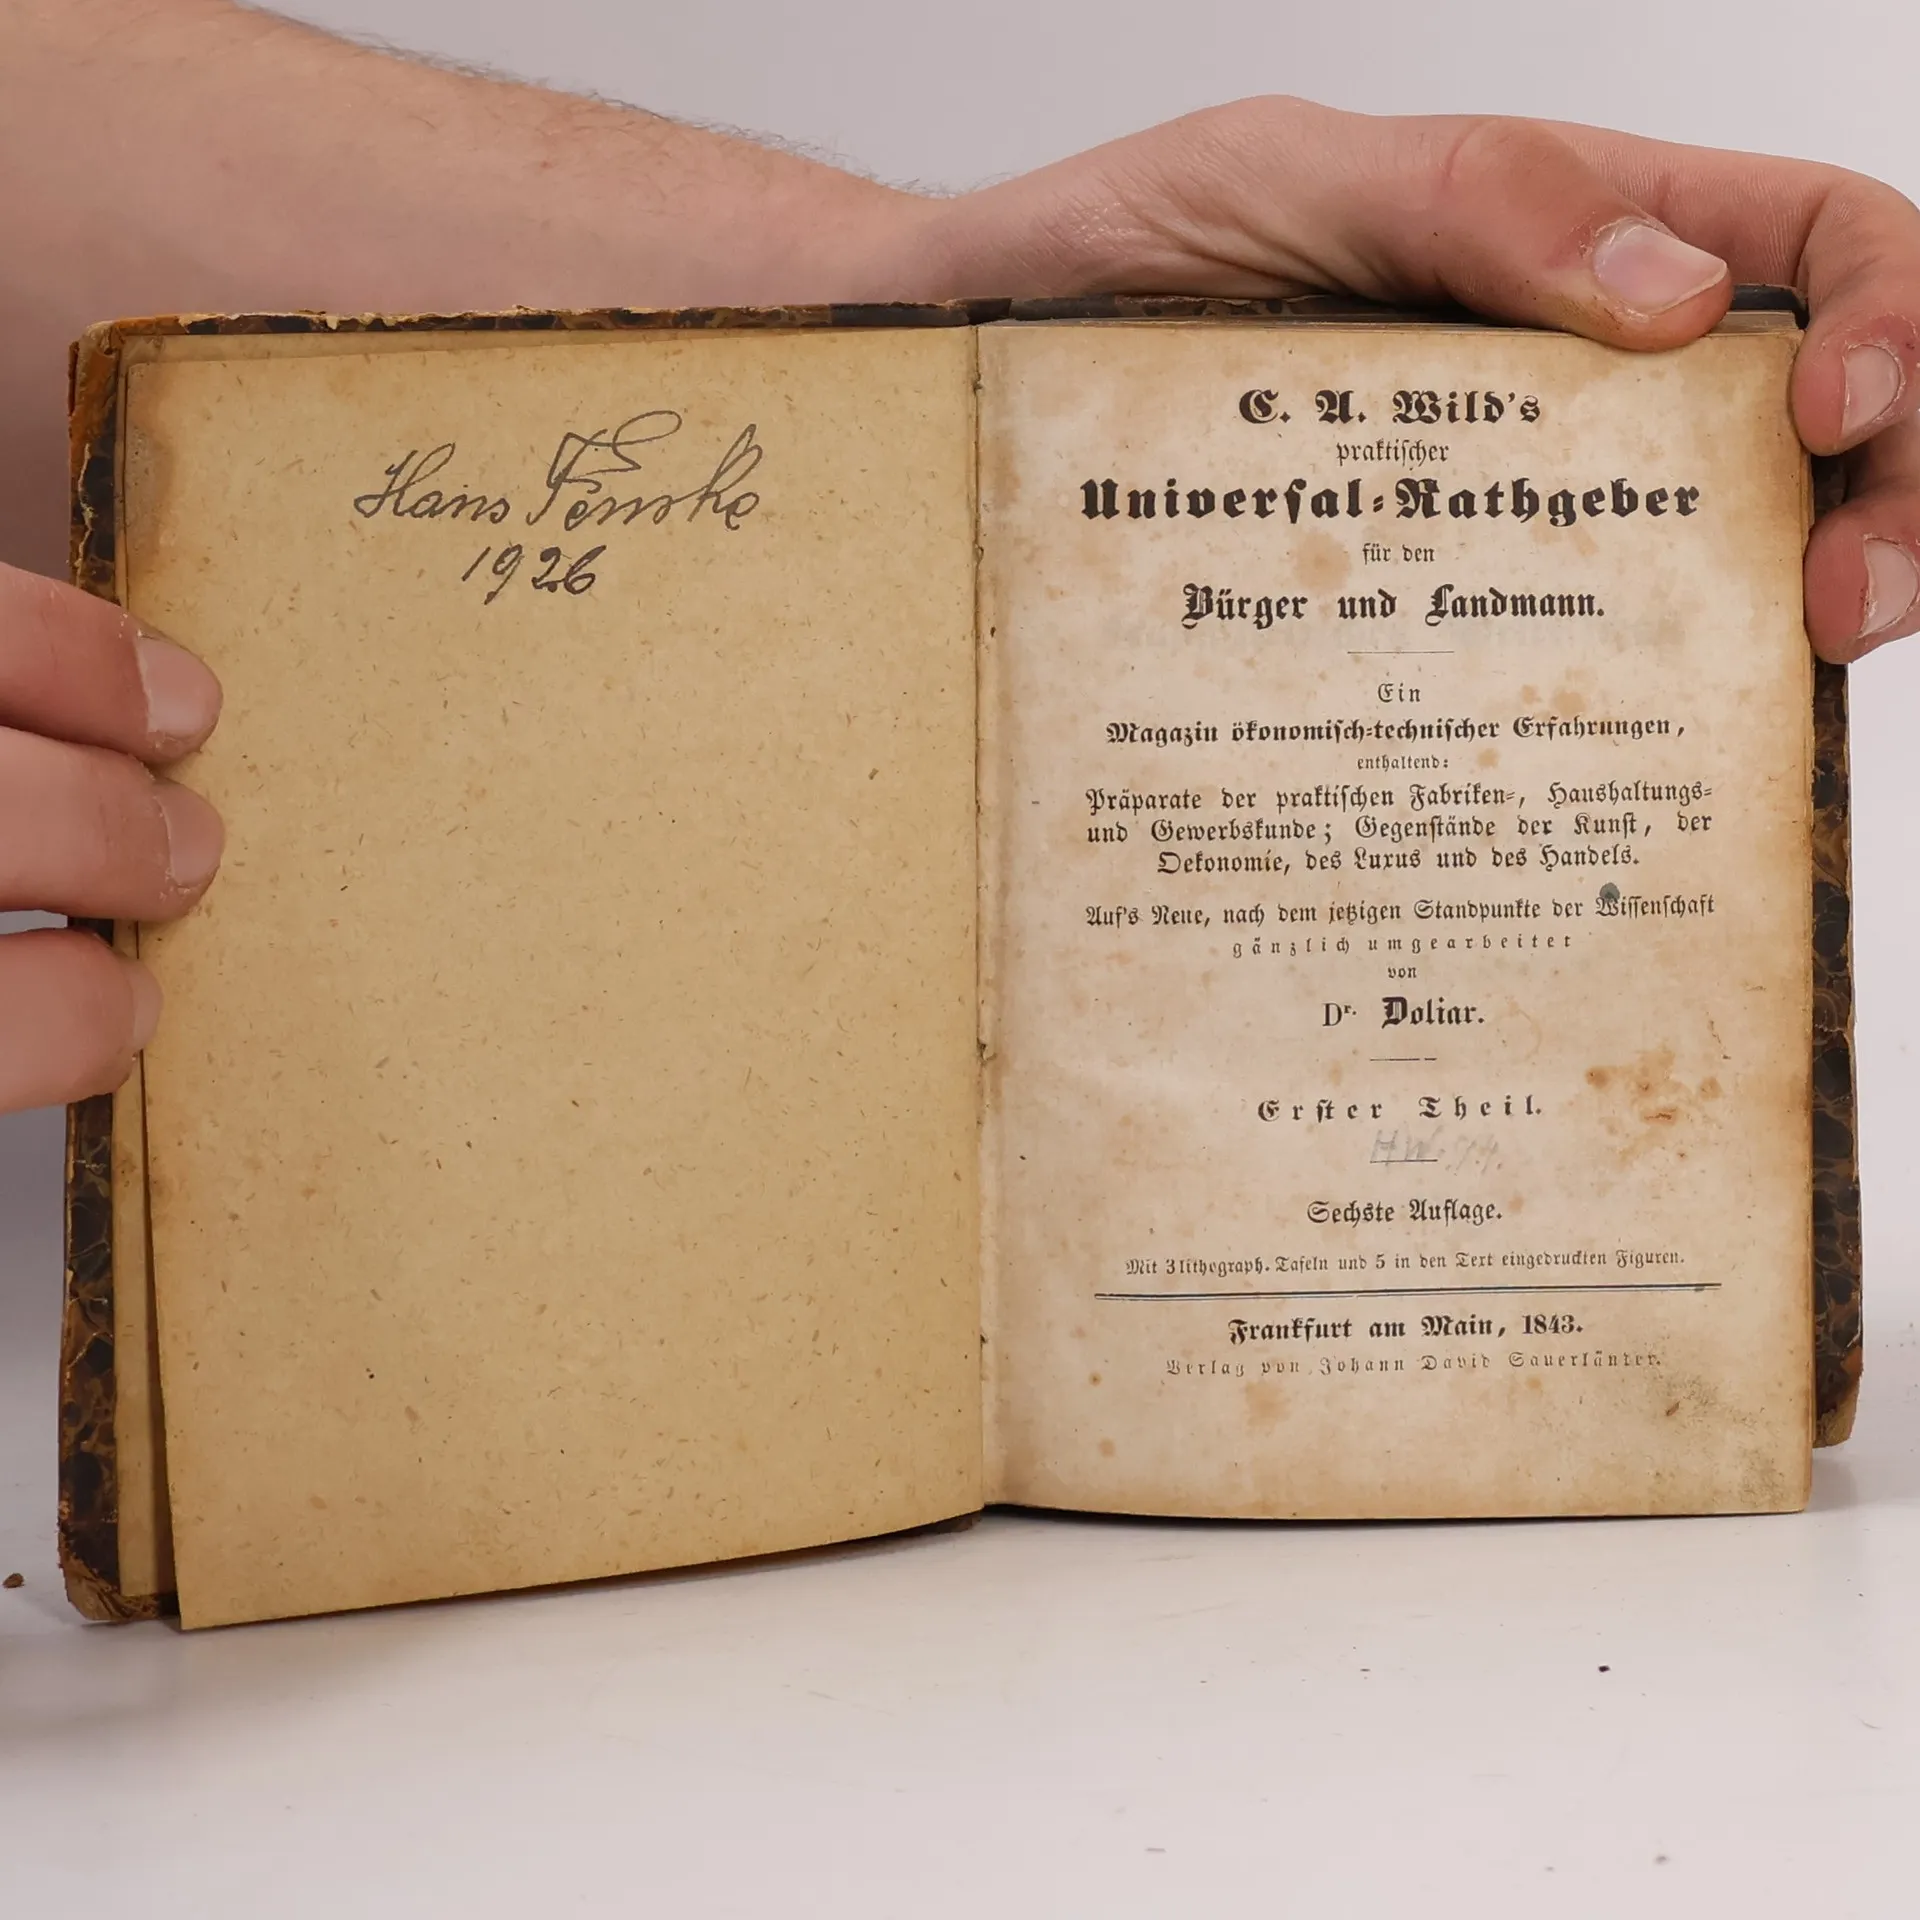 Hans Fenske
1926
C. A. Wild's
praktischer
Universal-Rathgeber
für den
Bürger und Landmann.
Ein
Magazin ökonomisch-technischer Erfahrungen,
enthaltend:
Präparate der praktischen Fabriken-, Haushaltungs-
und Gewerbskunde; Gegenstände der Kunst, der
Oekonomie, des Luxus und des Handels.
Auf's Neue, nach dem jetzigen Standpunkte der Wissenschaft
gänzlich umgearbeitet
von
Dr. Doliar.
Erster Theil.
Sechste Auflage.
Mit 3 lithograph. Tafeln und 5 in den Text eingedruckten Figuren.
Frankfurt am Main, 1843.
Verlag von Johann David Sauerländer.